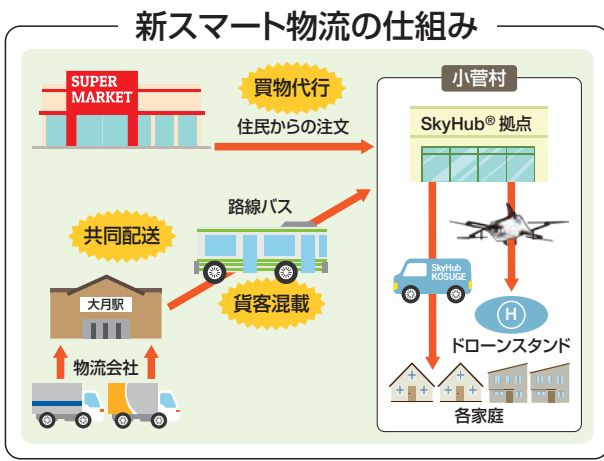 新スマート物流の仕組み
SUPER
MARKET
買物代行
住民からの注文
小菅村
SkyHub® 拠点
路線バス
共同配送
大月駅
貨客混載
SkyHub
KOSUGE
H
ドローンスタンド
物流会社
各家庭